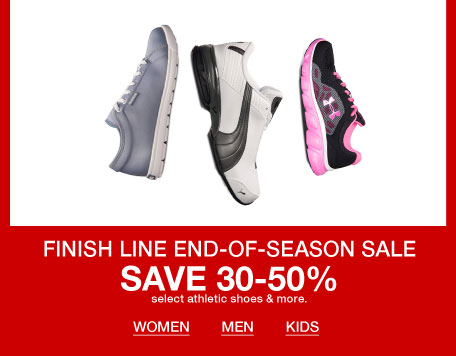 FINISH LINE END-OF-SEASON SALE
SAVE 30-50%
select athletic shoes & more.
WOMEN MEN KIDS